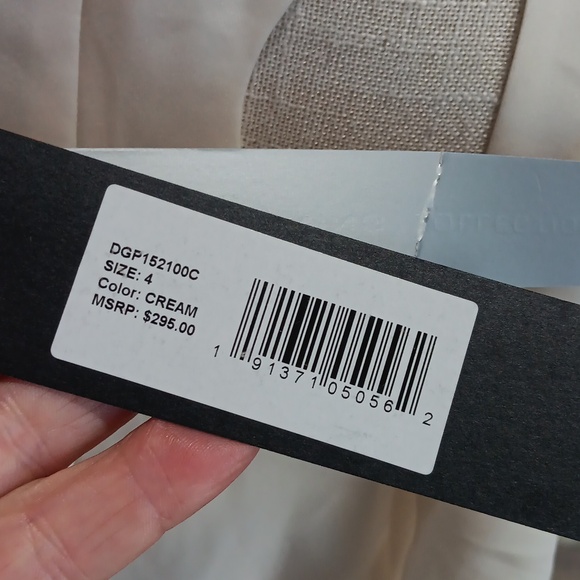 DGP152100C
SIZE: 4
Color: CREAM
MSRP: $295.00
1 91371 05056 2